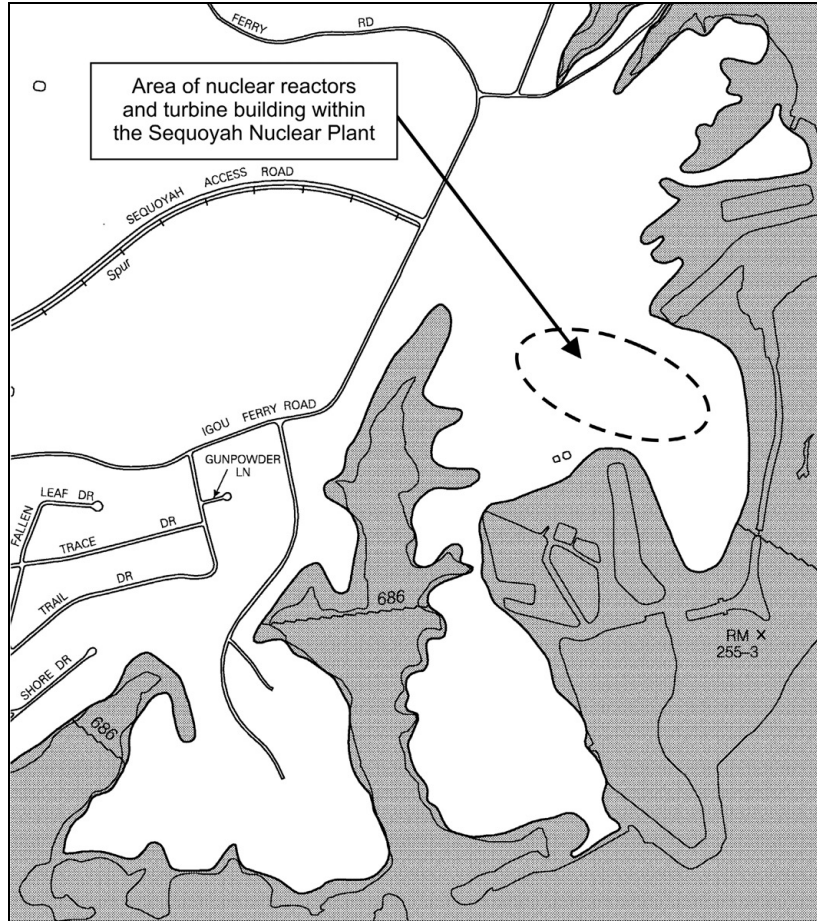 FERRY RD
Area of nuclear reactors
and turbine building within
the Sequoyah Nuclear Plant
SEQUOYAH ACCESS ROAD
Spur
IGOU FERRY ROAD
GUNPOWDER
LN
FALLEN
LEAF DR
TRACE DR
TRAIL DR
686
RM X
255–3
SHORE DR
686